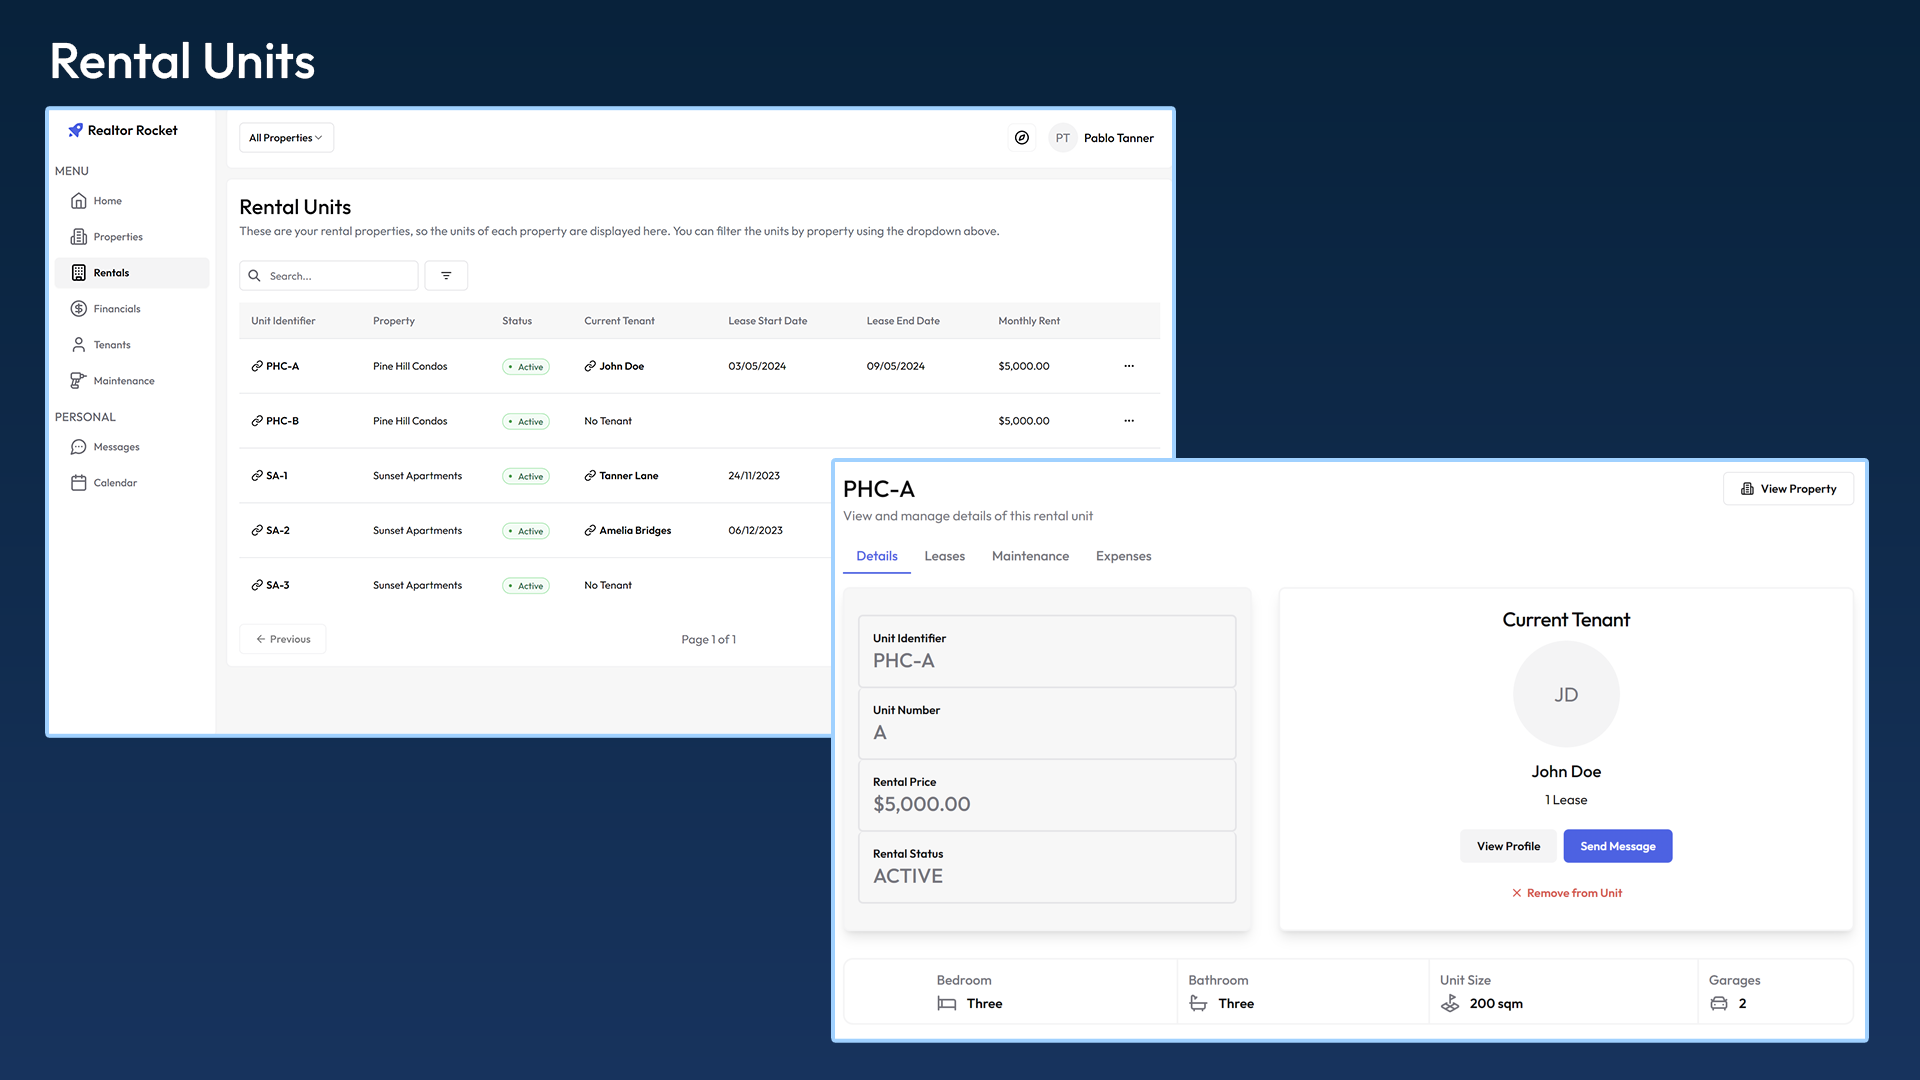 Rental Units
Realtor Rocket
MENU
Home
Properties
Rentals
Financials
Tenants
Maintenance
PERSONAL
Messages
Calendar
All Properties
PT Pablo Tanner
Rental Units
These are your rental properties, so the units of each property are displayed here. You can filter the units by property using the dropdown above.
Search...
Unit Identifier Property Status Current Tenant Lease Start Date Lease End Date Monthly Rent
PHC-A Pine Hill Condos • Active John Doe 03/05/2024 09/05/2024 $5,000.00 ...
PHC-B Pine Hill Condos • Active No Tenant $5,000.00 ...
SA-1 Sunset Apartments • Active Tanner Lane 24/11/2023
SA-2 Sunset Apartments • Active Amelia Bridges 06/12/2023
SA-3 Sunset Apartments • Active No Tenant
← Previous Page 1 of 1
PHC-A
View Property
View and manage details of this rental unit
Details Leases Maintenance Expenses
Unit Identifier
PHC-A
Unit Number
A
Rental Price
$5,000.00
Rental Status
ACTIVE
Current Tenant
JD
John Doe
1 Lease
View Profile Send Message
Remove from Unit
Bedroom
Three
Bathroom
Three
Unit Size
200 sqm
Garages
2